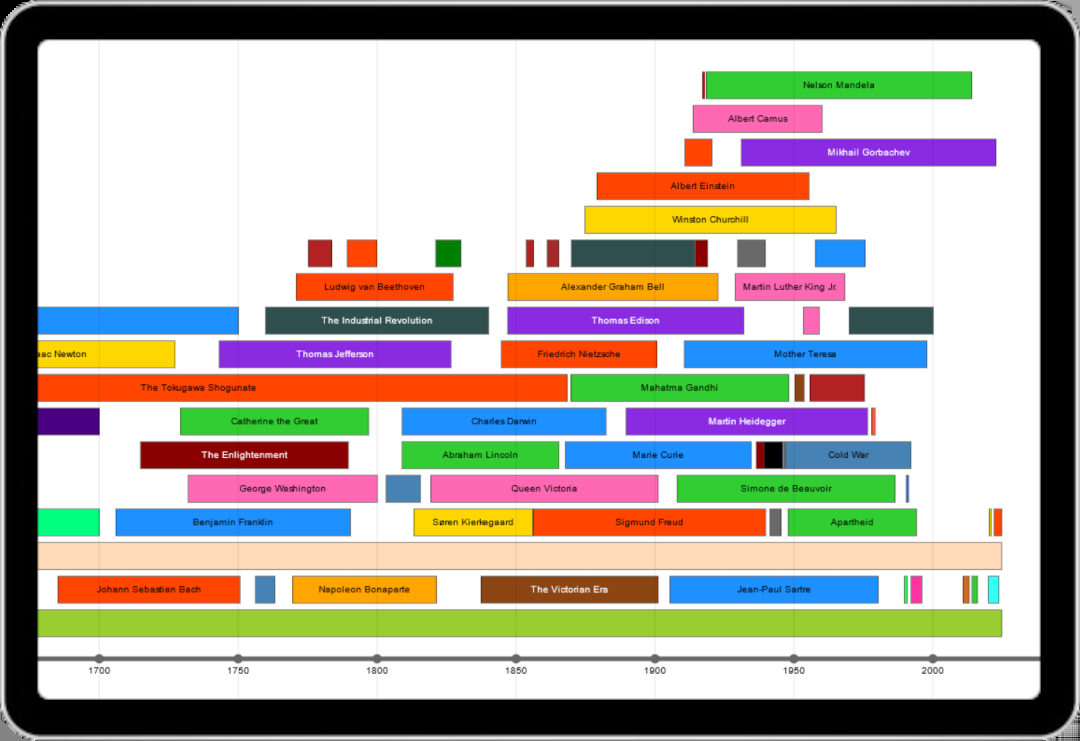 Nelson Mandela
Albert Camus
Mikhail Gorbachev
Albert Einstein
Winston Churchill
Ludwig van Beethoven Alexander Graham Bell Martin Luther King Jr.
The Industrial Revolution Thomas Edison
aac Newton Thomas Jefferson Friedrich Nietzsche Mother Teresa
The Tokugawa Shogunate Mahatma Gandhi
Catherine the Great Charles Darwin Martin Heidegger
The Enlightenment Abraham Lincoln Marie Curie Cold War
George Washington Queen Victoria Simone de Beauvoir
Benjamin Franklin Søren Kierkegaard Sigmund Freud Apartheid
Johann Sebastian Bach Napoleon Bonaparte The Victorian Era Jean-Paul Sartre
1700 1750 1800 1850 1900 1950 2000